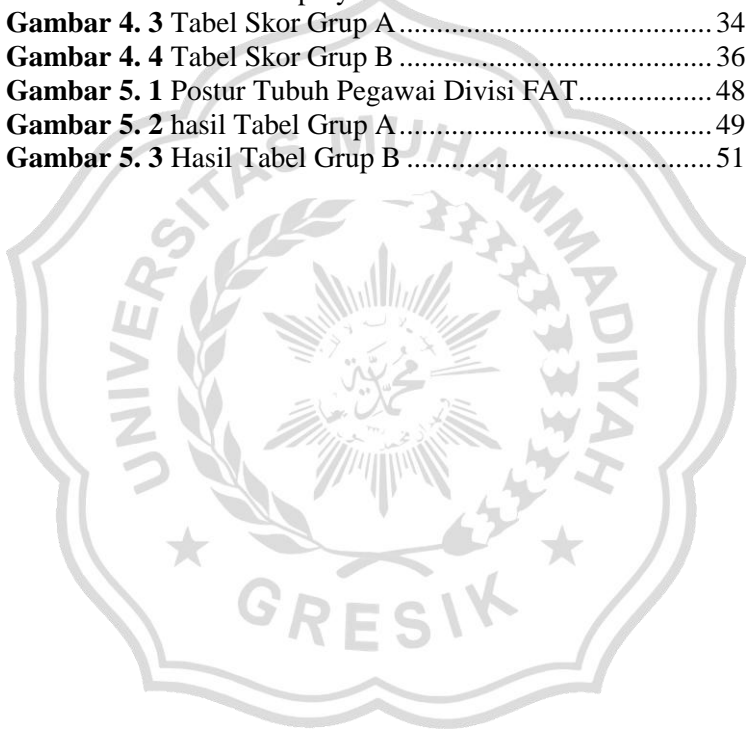 Gambar 4. 3 Tabel Skor Grup A ........................................ 34
Gambar 4. 4 Tabel Skor Grup B ........................................ 36
Gambar 5. 1 Postur Tubuh Pegawai Divisi FAT................. 48
Gambar 5. 2 hasil Tabel Grup A ........................................ 49
Gambar 5. 3 Hasil Tabel Grup B ....................................... 51
UNIVERSITAS MUHAMMADIYAH
GRESIK